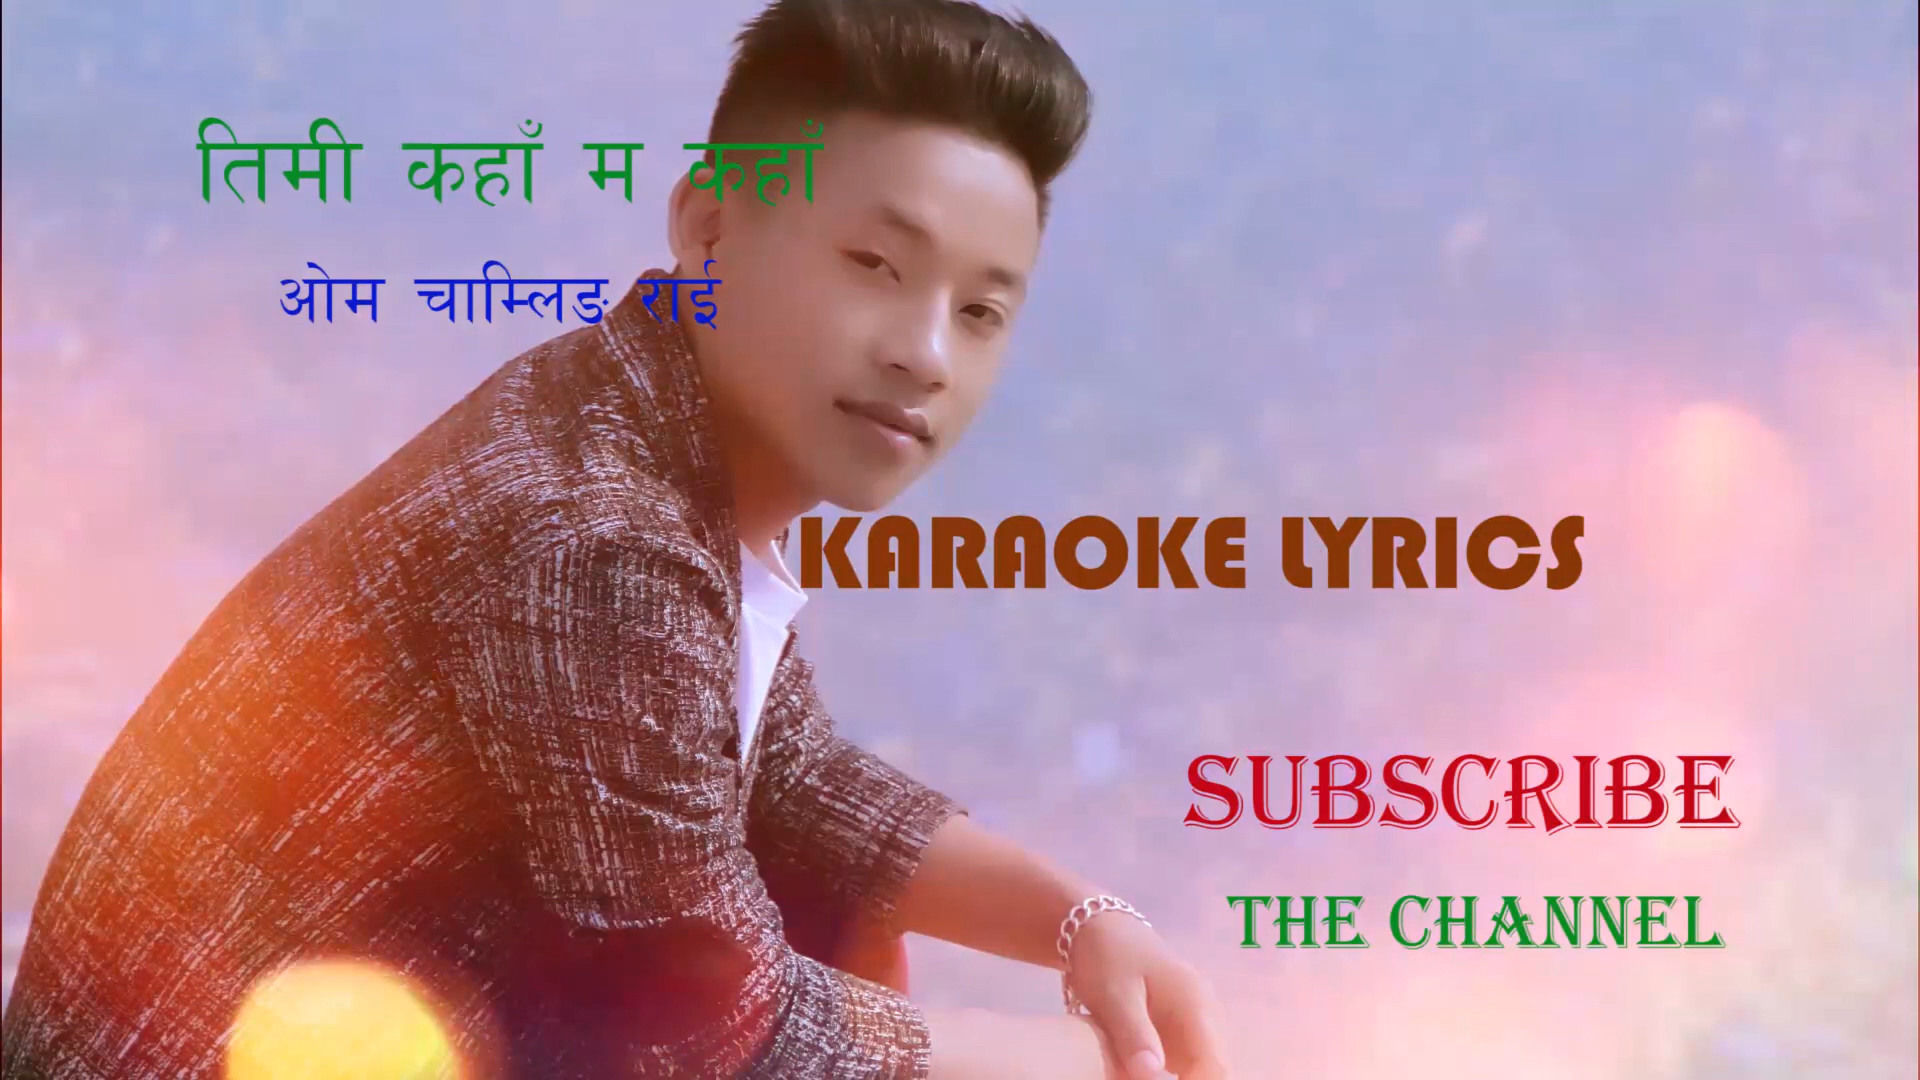 तिमी कहाँ म कहाँ
ओम चाम्लिङ राई
KARAOKE LYRICS
SUBSCRIBE
THE CHANNEL